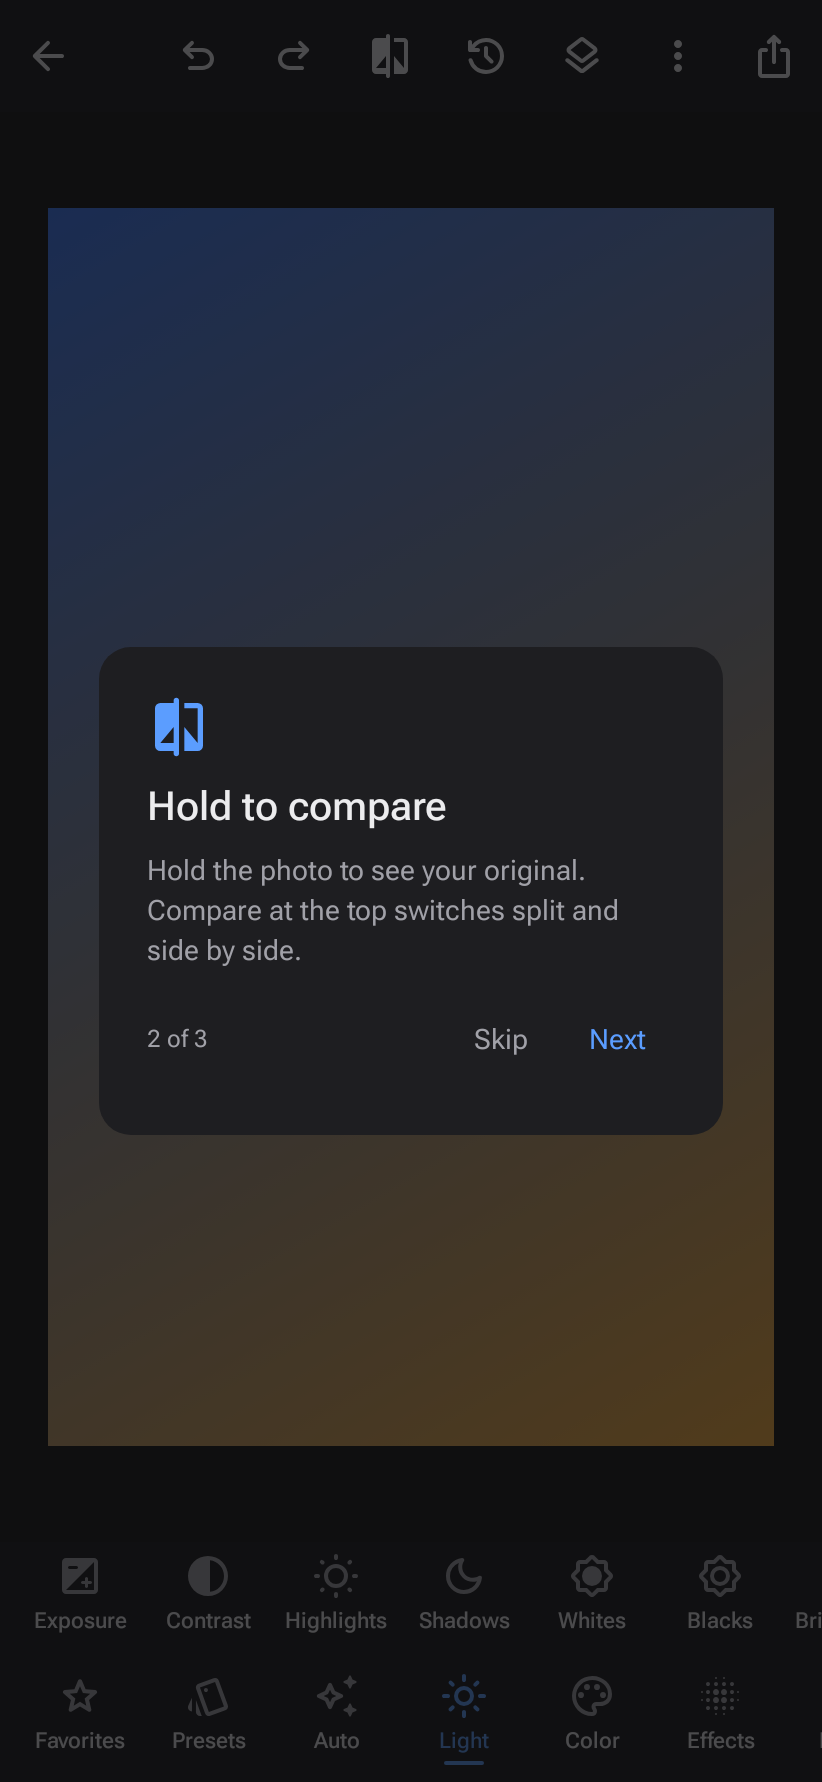 Hold to compare
Hold the photo to see your original.
Compare at the top switches split and
side by side.
2 of 3
Skip
Next
Exposure
Contrast
Highlights
Shadows
Whites
Blacks
Bri
Favorites
Presets
Auto
Light
Color
Effects